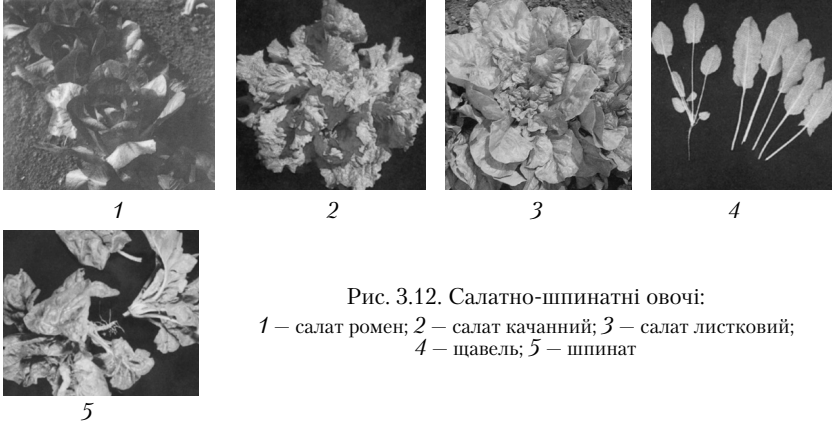 1
2
3
4
5
Рис. 3.12. Салатно-шпинатні овочі:
1 — салат ромен; 2 — салат качанний; 3 — салат листковий;
4 — щавель; 5 — шпинат